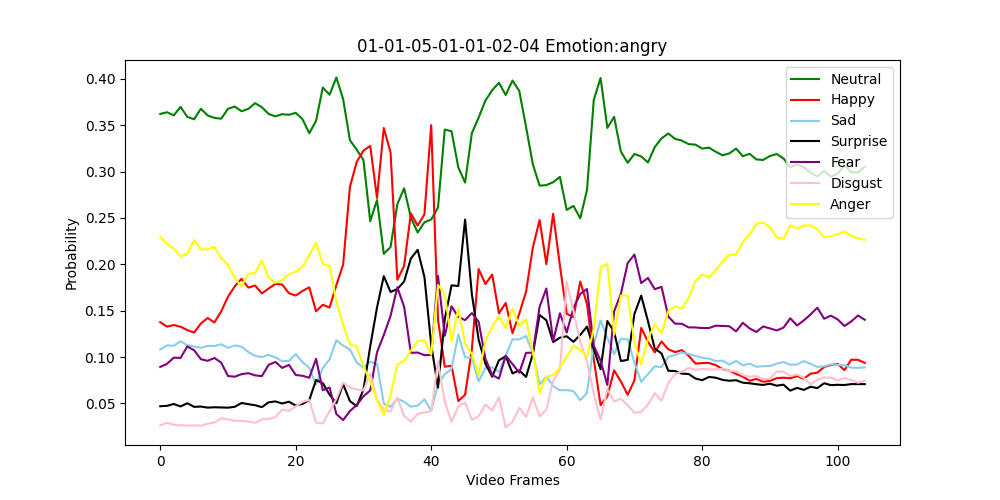 01-01-05-01-01-02-04 Emotion:angry
0.40
0.35
0.30
0.25
0.20
0.15
0.10
0.05
Probability
0 20 40 60 80 100
Video Frames
Neutral
Happy
Sad
Surprise
Fear
Disgust
Anger